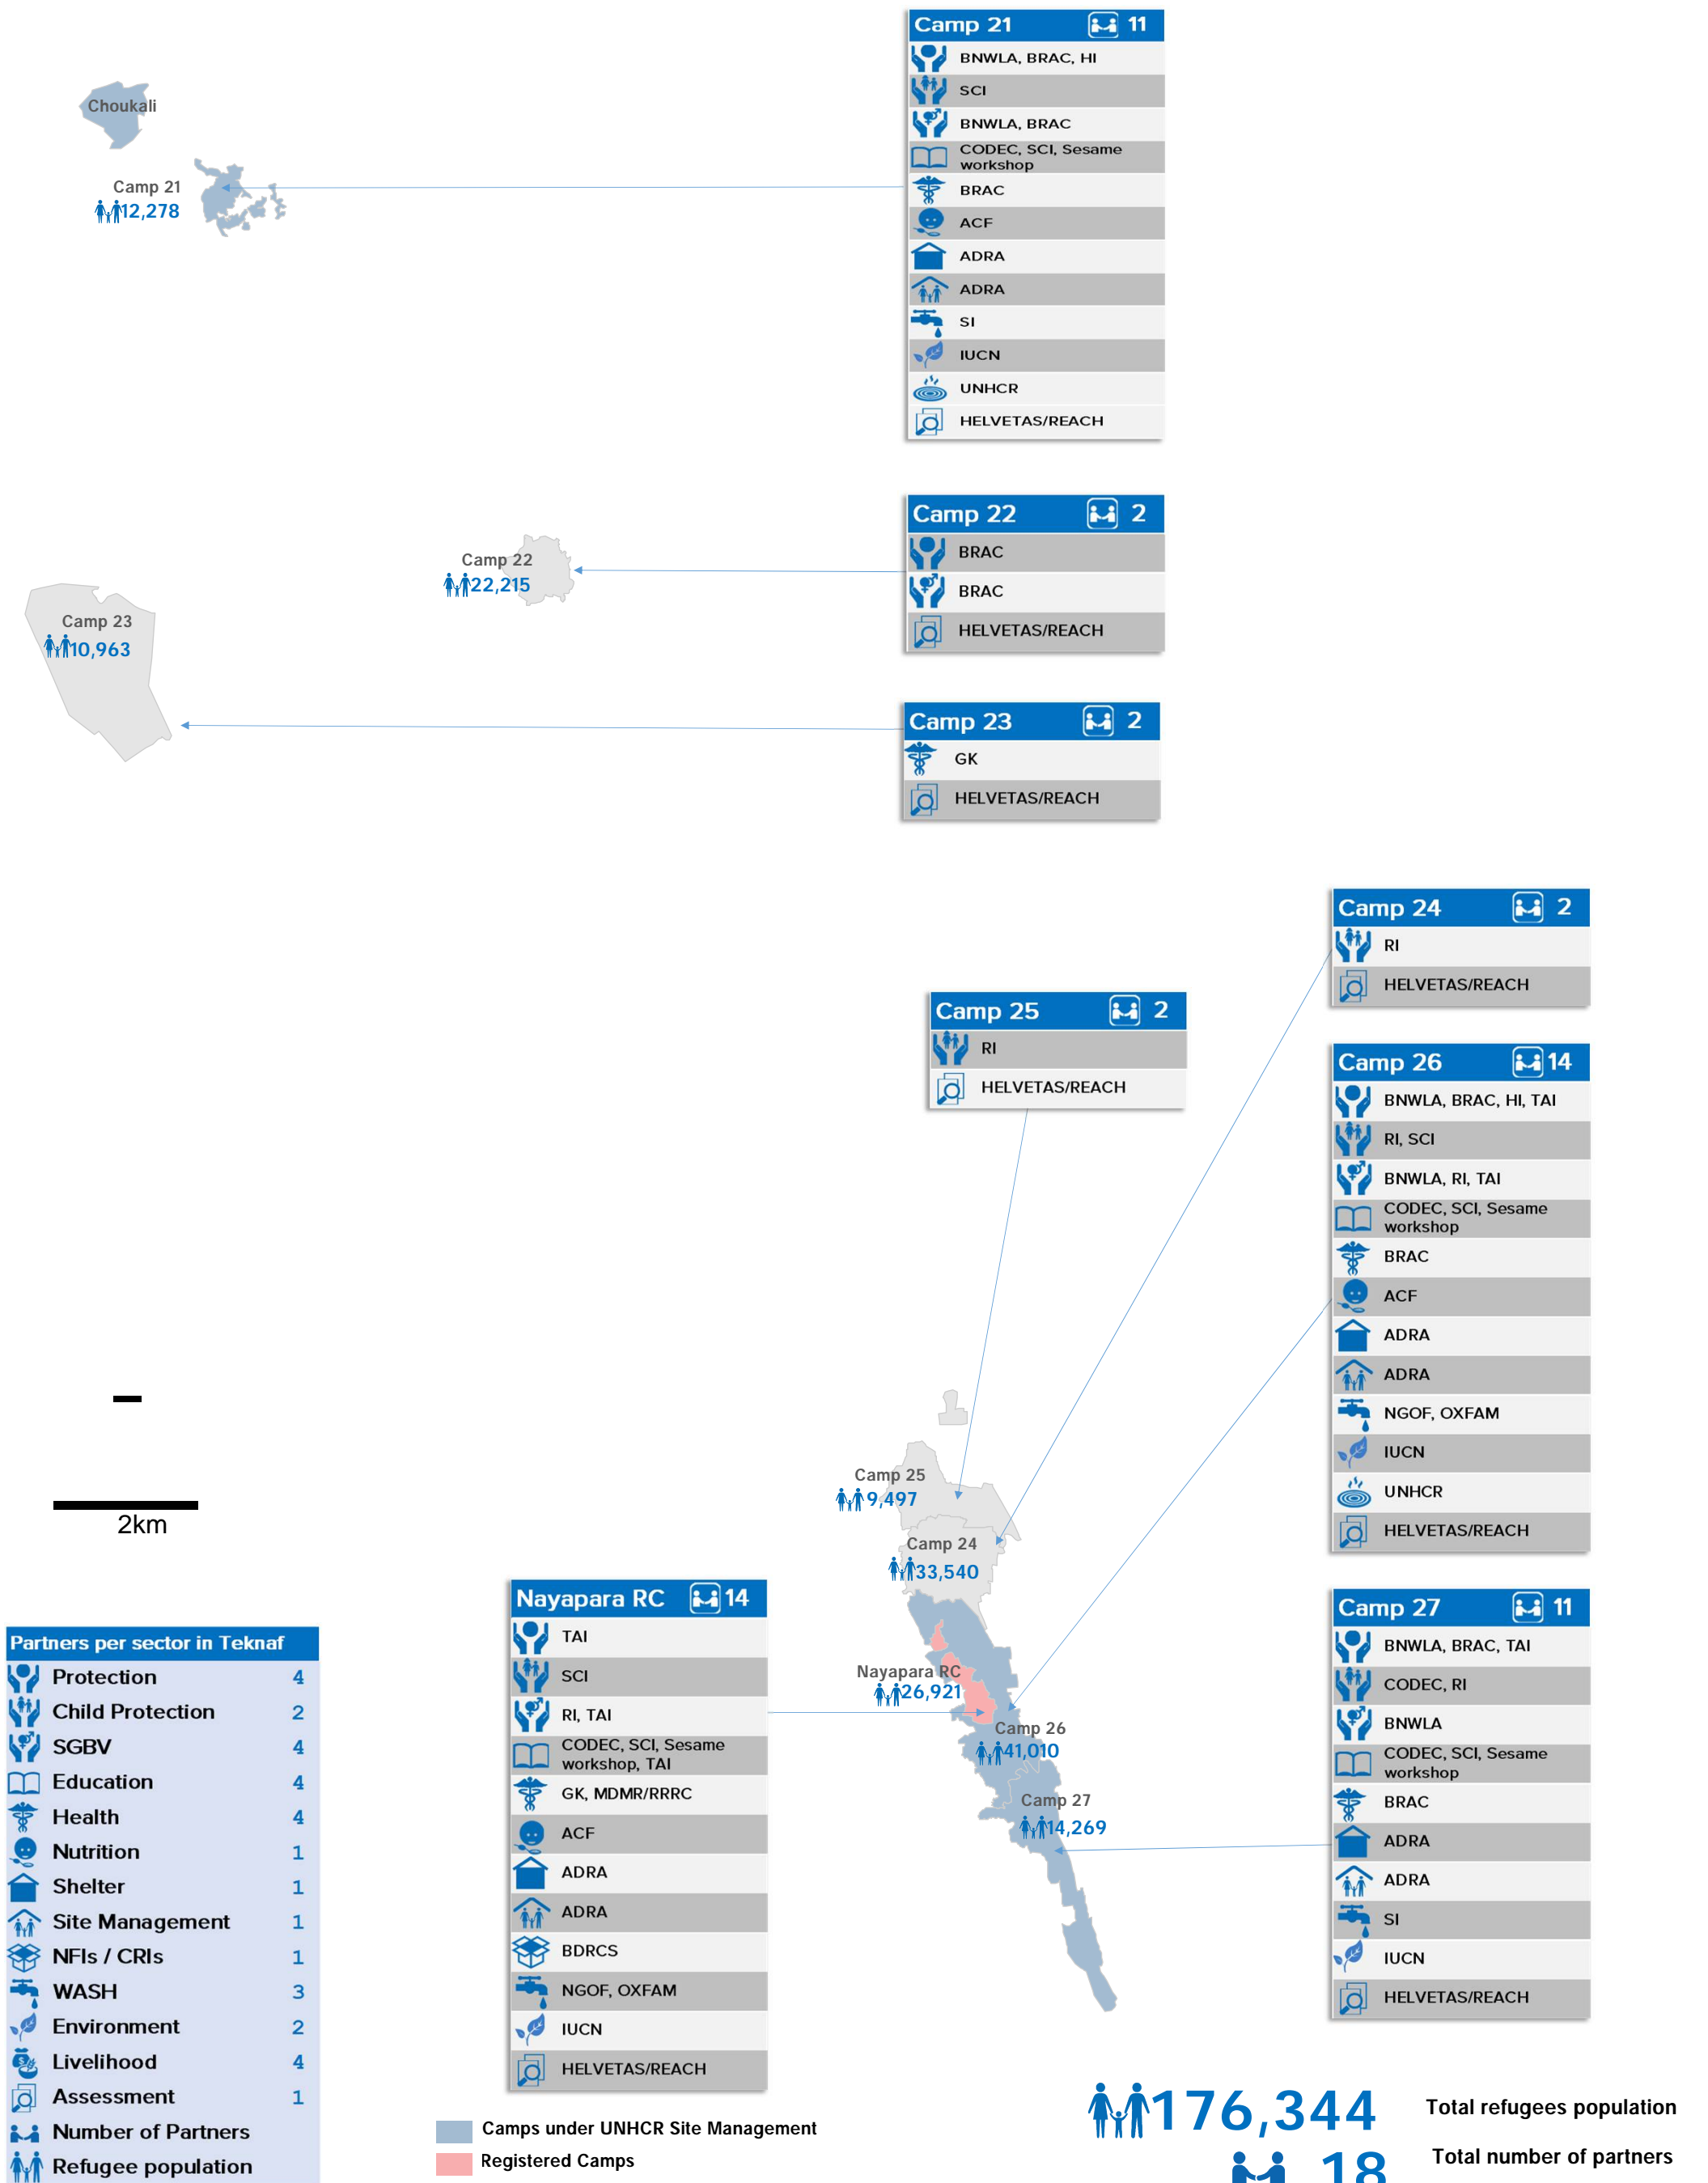 Camp 21 11
BNWLA, BRAC, HI
SCI
BNWLA, BRAC
CODEC, SCI, Sesame
workshop
BRAC
ACF
ADRA
ADRA
SI
IUCN
UNHCR
HELVETAS/REACH
Choukali
Camp 21
12,278
Camp 22 2
BRAC
BRAC
HELVETAS/REACH
Camp 22
22,215
Camp 23
10,963
Camp 23 2
GK
HELVETAS/REACH
Camp 24 2
RI
HELVETAS/REACH
Camp 25 2
RI
HELVETAS/REACH
Camp 26 14
BNWLA, BRAC, HI, TAI
RI, SCI
BNWLA, RI, TAI
CODEC, SCI, Sesame
workshop
BRAC
ACF
ADRA
ADRA
NGOF, OXFAM
IUCN
UNHCR
HELVETAS/REACH
2km
Camp 25
9,497
Camp 24
33,540
Nayapara RC
26,921
Camp 26
41,010
Camp 27
14,269
Nayapara RC 14
TAI
SCI
RI, TAI
CODEC, SCI, Sesame
workshop, TAI
GK, MDMR/RRRC
ACF
ADRA
ADRA
BDRCS
NGOF, OXFAM
IUCN
HELVETAS/REACH
Camp 27 11
BNWLA, BRAC, TAI
CODEC, RI
BNWLA
CODEC, SCI, Sesame
workshop
BRAC
ADRA
ADRA
SI
IUCN
HELVETAS/REACH
Partners per sector in Teknaf
Protection 4
Child Protection 2
SGBV 4
Education 4
Health 4
Nutrition 1
Shelter 1
Site Management 1
NFIs / CRIs 1
WASH 3
Environment 2
Livelihood 4
Assessment 1
Number of Partners
Refugee population
Camps under UNHCR Site Management
Registered Camps
176,344 Total refugees population
18 Total number of partners